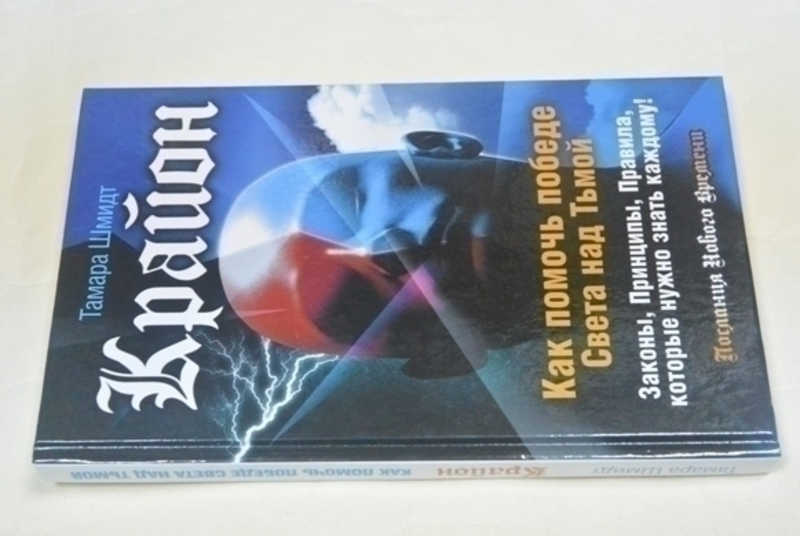 Тамара Шмидт
Крайон
Как помочь победе
Света над Тьмой
Законы, Принципы, Правила,
которые нужно знать каждому!
Послания Нового Времени
Тамара Шмидт Крайон КАК ПОМОЧЬ ПОБЕДЕ СВЕТА НАД ТЬМОЙ